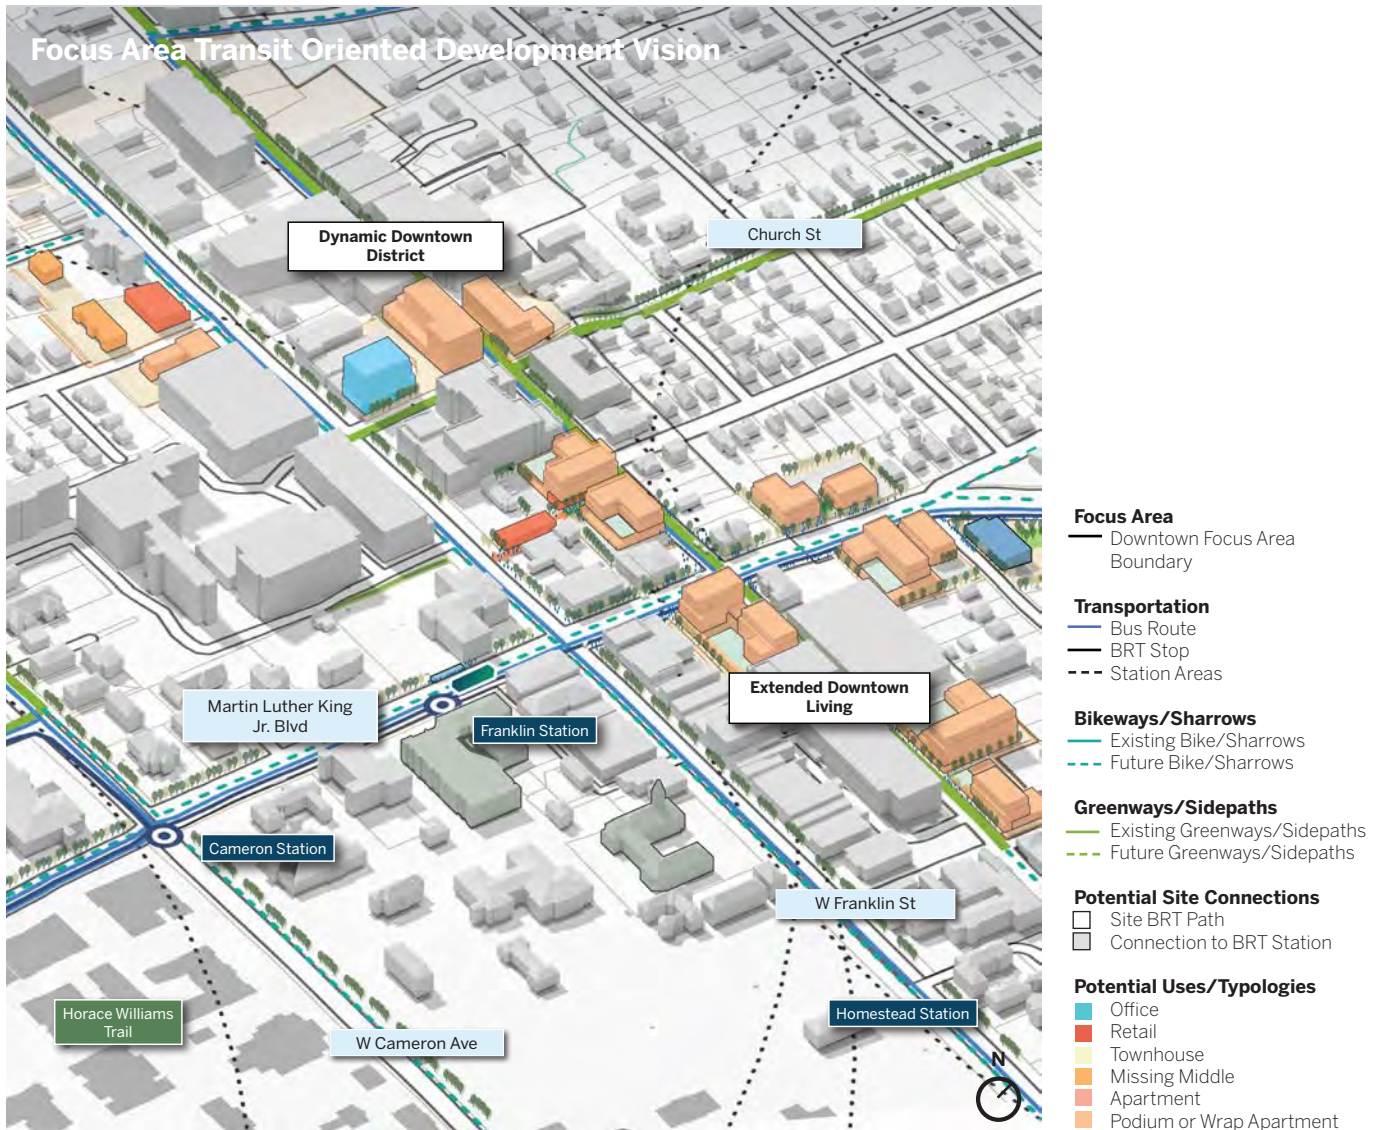 Focus Area Transit Oriented Development Vision
Dynamic Downtown
District
Church St
Extended Downtown
Living
Martin Luther King
Jr. Blvd
Franklin Station
Cameron Station
W Franklin St
Horace Williams
Trail
W Cameron Ave
Homestead Station
N
Focus Area
Downtown Focus Area
Boundary
Transportation
Bus Route
BRT Stop
Station Areas
Bikeways/Sharrows
Existing Bike/Sharrows
Future Bike/Sharrows
Greenways/Sidepaths
Existing Greenways/Sidepaths
Future Greenways/Sidepaths
Potential Site Connections
Site BRT Path
Connection to BRT Station
Potential Uses/Typologies
Office
Retail
Townhouse
Missing Middle
Apartment
Podium or Wrap Apartment